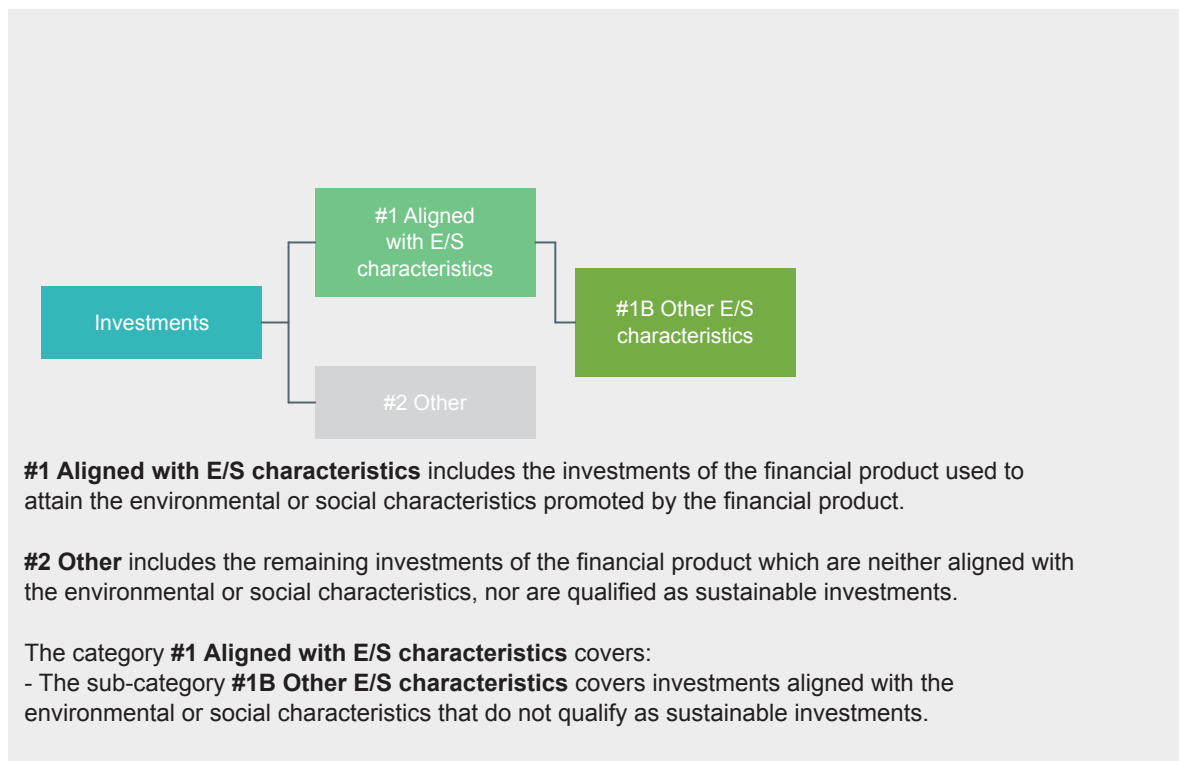 #1 Aligned
with E/S
characteristics
Investments
#1B Other E/S
characteristics
#2 Other
#1 Aligned with E/S characteristics includes the investments of the financial product used to
attain the environmental or social characteristics promoted by the financial product.
#2 Other includes the remaining investments of the financial product which are neither aligned with
the environmental or social characteristics, nor are qualified as sustainable investments.
The category #1 Aligned with E/S characteristics covers:
- The sub-category #1B Other E/S characteristics covers investments aligned with the
environmental or social characteristics that do not qualify as sustainable investments.